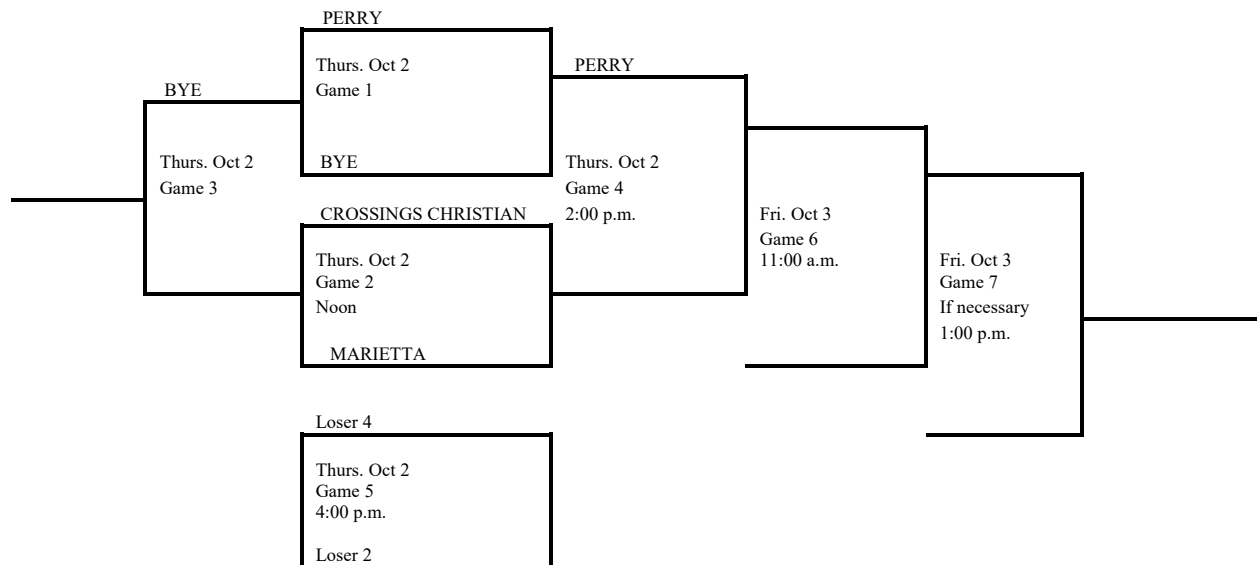 PERRY
Thurs. Oct 2
Game 1
BYE
PERRY
BYE
Thurs. Oct 2
Game 3
CROSSINGS CHRISTIAN
Thurs. Oct 2
Game 2
Noon
MARIETTA
Thurs. Oct 2
Game 4
2:00 p.m.
Fri. Oct 3
Game 6
11:00 a.m.
Fri. Oct 3
Game 7
If necessary
1:00 p.m.
Loser 4
Thurs. Oct 2
Game 5
4:00 p.m.
Loser 2